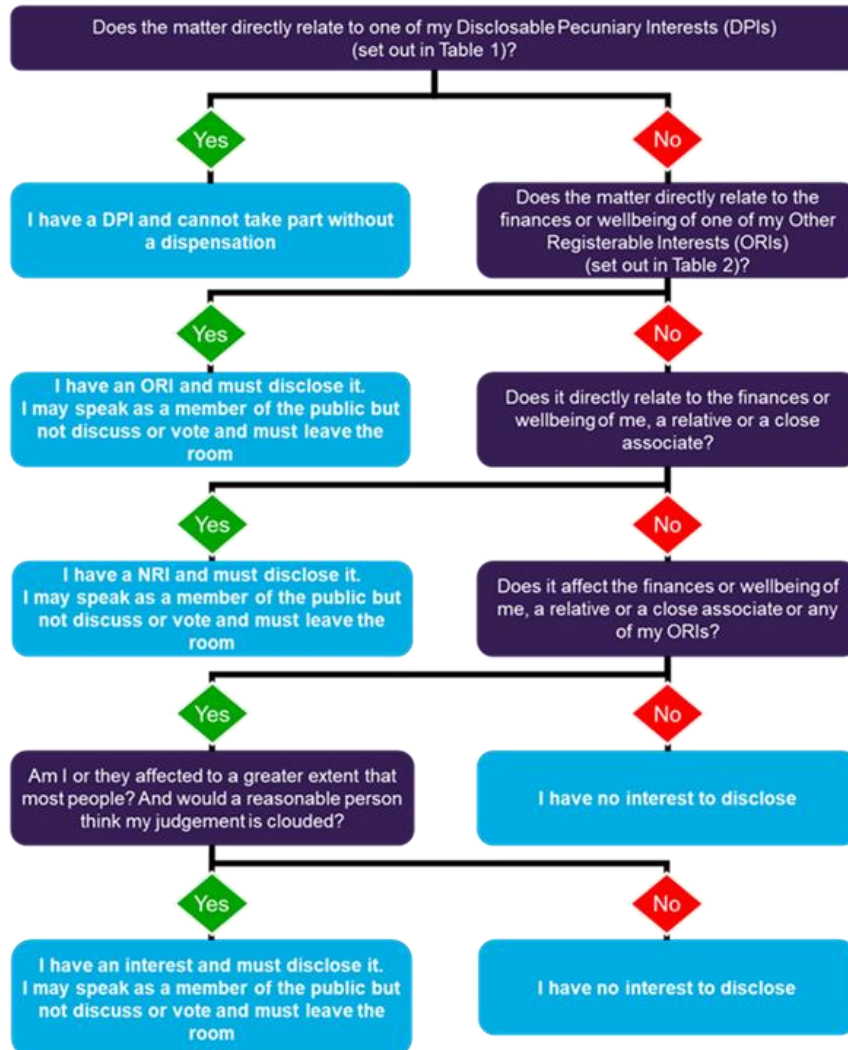 Does the matter directly relate to one of my Disclosable Pecuniary Interests (DPIs)
(set out in Table 1)?
Yes
No
I have a DPI and cannot take part without
a dispensation
Does the matter directly relate to the
finances or wellbeing of one of my Other
Registerable Interests (ORIs)
(set out in Table 2)?
Yes
No
I have an ORI and must disclose it.
I may speak as a member of the public but
not discuss or vote and must leave the
room
Does it directly relate to the finances or
wellbeing of me, a relative or a close
associate?
Yes
No
I have a NRI and must disclose it.
I may speak as a member of the public but
not discuss or vote and must leave the
room
Does it affect the finances or wellbeing of
me, a relative or a close associate or any
of my ORIs?
Yes
No
Am I or they affected to a greater extent that
most people? And would a reasonable person
think my judgement is clouded?
I have no interest to disclose
Yes
No
I have an interest and must disclose it.
I may speak as a member of the public but
not discuss or vote and must leave the
room
I have no interest to disclose